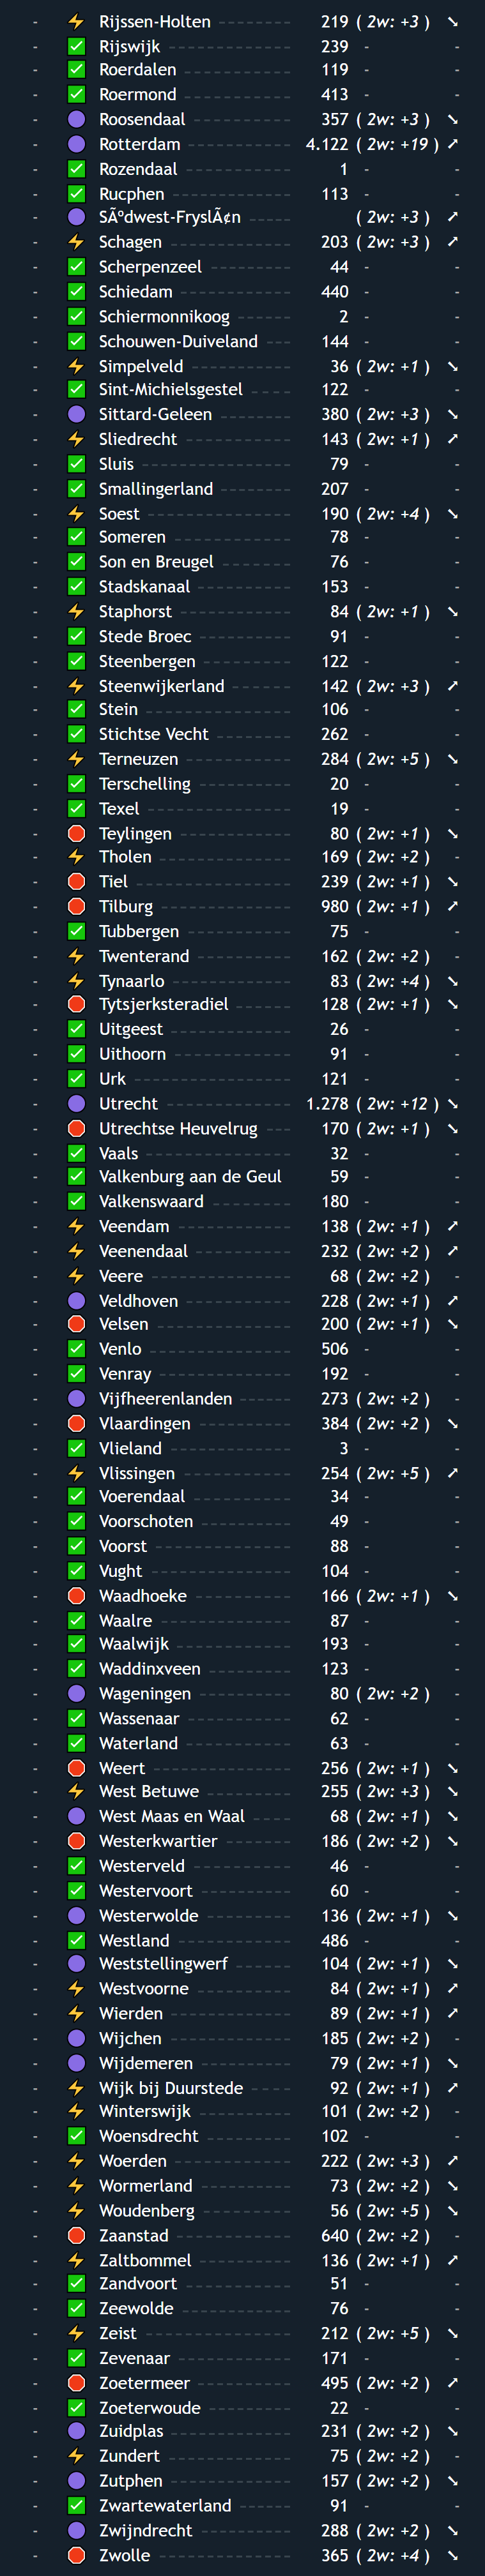 - ⚡ Rijssen-Holten 219 ( 2w: +3 ) ➘
- ✅ Rijswijk 239 - -
- ✅ Roerdalen 119 - -
- ✅ Roermond 413 - -
- 🟣 Roosendaal 357 ( 2w: +3 ) ➘
- 🟣 Rotterdam 4.122 ( 2w: +19 ) ➚
- ✅ Rozendaal 1 - -
- ✅ Rucphen 113 - -
- 🟣 SÃºdwest-FryslÃ¢n ( 2w: +3 ) ➚
- ⚡ Schagen 203 ( 2w: +3 ) ➚
- ✅ Scherpenzeel 44 - -
- ✅ Schiedam 440 - -
- ✅ Schiermonnikoog 2 - -
- ✅ Schouwen-Duiveland 144 - -
- ⚡ Simpelveld 36 ( 2w: +1 ) ➘
- ✅ Sint-Michielsgestel 122 - -
- 🟣 Sittard-Geleen 380 ( 2w: +3 ) ➘
- ⚡ Sliedrecht 143 ( 2w: +1 ) ➚
- ✅ Sluis 79 - -
- ✅ Smallingerland 207 - -
- ⚡ Soest 190 ( 2w: +4 ) ➘
- ✅ Someren 78 - -
- ✅ Son en Breugel 76 - -
- ✅ Stadskanaal 153 - -
- ⚡ Staphorst 84 ( 2w: +1 ) ➘
- ✅ Stede Broec 91 - -
- ✅ Steenbergen 122 - -
- ⚡ Steenwijkerland 142 ( 2w: +3 ) ➚
- ✅ Stein 106 - -
- ✅ Stichtse Vecht 262 - -
- ⚡ Terneuzen 284 ( 2w: +5 ) ➘
- ✅ Terschelling 20 - -
- ✅ Texel 19 - -
- 🛑 Teylingen 80 ( 2w: +1 ) ➘
- ⚡ Tholen 169 ( 2w: +2 ) -
- 🛑 Tiel 239 ( 2w: +1 ) ➘
- 🛑 Tilburg 980 ( 2w: +1 ) ➚
- ✅ Tubbergen 75 - -
- ⚡ Twenterand 162 ( 2w: +2 ) -
- ⚡ Tynaarlo 83 ( 2w: +4 ) ➘
- 🛑 Tytsjerksteradiel 128 ( 2w: +1 ) ➘
- ✅ Uitgeest 26 - -
- ✅ Uithoorn 91 - -
- ✅ Urk 121 - -
- 🟣 Utrecht 1.278 ( 2w: +12 ) ➘
- 🛑 Utrechtse Heuvelrug 170 ( 2w: +1 ) ➘
- ✅ Vaals 32 - -
- ✅ Valkenburg aan de Geul 59 - -
- ✅ Valkenswaard 180 - -
- ⚡ Veendam 138 ( 2w: +1 ) ➚
- ⚡ Veenendaal 232 ( 2w: +2 ) ➚
- ⚡ Veere 68 ( 2w: +2 ) -
- 🟣 Veldhoven 228 ( 2w: +1 ) ➚
- 🛑 Velsen 200 ( 2w: +1 ) ➘
- ✅ Venlo 506 - -
- ✅ Venray 192 - -
- 🟣 Vijfheerenlanden 273 ( 2w: +2 ) -
- 🛑 Vlaardingen 384 ( 2w: +2 ) ➘
- ✅ Vlieland 3 - -
- ⚡ Vlissingen 254 ( 2w: +5 ) ➚
- ✅ Voerendaal 34 - -
- ✅ Voorschoten 49 - -
- ✅ Voorst 88 - -
- ✅ Vught 104 - -
- 🛑 Waadhoeke 166 ( 2w: +1 ) ➘
- ✅ Waalre 87 - -
- ✅ Waalwijk 193 - -
- ✅ Waddinxveen 123 - -
- 🟣 Wageningen 80 ( 2w: +2 ) -
- ✅ Wassenaar 62 - -
- ✅ Waterland 63 - -
- 🛑 Weert 256 ( 2w: +1 ) ➘
- ⚡ West Betuwe 255 ( 2w: +3 ) ➘
- 🟣 West Maas en Waal 68 ( 2w: +1 ) ➘
- 🛑 Westerkwartier 186 ( 2w: +2 ) ➘
- ✅ Westerveld 46 - -
- ✅ Westervoort 60 - -
- 🟣 Westerwolde 136 ( 2w: +1 ) ➘
- ✅ Westland 486 - -
- 🟣 Weststellingwerf 104 ( 2w: +1 ) ➘
- ⚡ Westvoorne 84 ( 2w: +1 ) ➚
- ⚡ Wierden 89 ( 2w: +1 ) ➚
- 🟣 Wijchen 185 ( 2w: +2 ) -
- 🟣 Wijdemeren 79 ( 2w: +1 ) ➘
- ⚡ Wijk bij Duurstede 92 ( 2w: +1 ) ➚
- ⚡ Winterswijk 101 ( 2w: +2 ) -
- ✅ Woensdrecht 102 - -
- ⚡ Woerden 222 ( 2w: +3 ) ➚
- ⚡ Wormerland 73 ( 2w: +2 ) ➘
- ⚡ Woudenberg 56 ( 2w: +5 ) ➘
- 🛑 Zaanstad 640 ( 2w: +2 ) -
- ⚡ Zaltbommel 136 ( 2w: +1 ) ➚
- ✅ Zandvoort 51 - -
- ✅ Zeewolde 76 - -
- ⚡ Zeist 212 ( 2w: +5 ) ➘
- ✅ Zevenaar 171 - -
- 🛑 Zoetermeer 495 ( 2w: +2 ) ➚
- ✅ Zoeterwoude 22 - -
- 🟣 Zuidplas 231 ( 2w: +2 ) ➘
- ⚡ Zundert 75 ( 2w: +2 ) -
- 🟣 Zutphen 157 ( 2w: +2 ) ➘
- ✅ Zwartewaterland 91 - -
- 🟣 Zwijndrecht 288 ( 2w: +2 ) ➘
- 🛑 Zwolle 365 ( 2w: +4 ) ➘